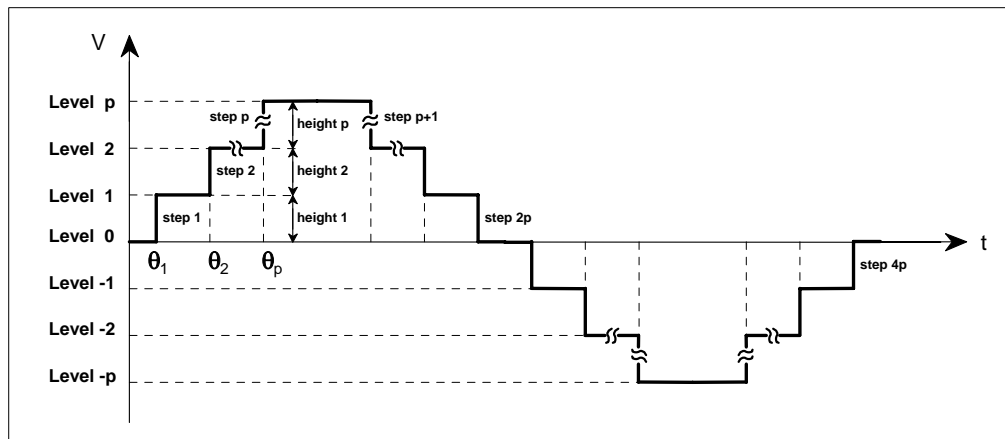 V
Level p
step p
height p
step p+1
Level 2
step 2
height 2
Level 1
step 1
height 1
step 2p
Level 0
θ1 θ2 θp
t
step 4p
Level -1
Level -2
Level -p